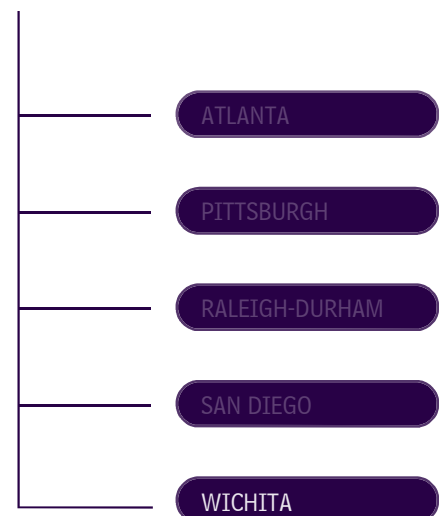 ATLANTA
PITTSBURGH
RALEIGH-DURHAM
SAN DIEGO
WICHITA